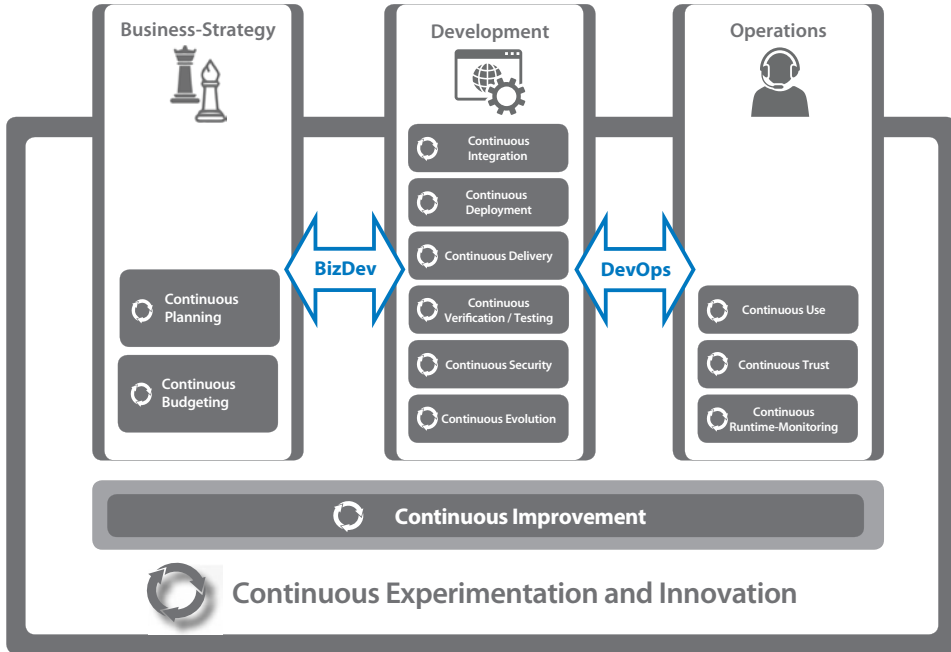 Business-Strategy
Continuous
Planning
Continuous
Budgeting
BizDev
Development
Continuous
Integration
Continuous
Deployment
Continuous Delivery
Continuous
Verification / Testing
Continuous Security
Continuous Evolution
DevOps
Operations
Continuous Use
Continuous Trust
Continuous
Runtime-Monitoring
Continuous Improvement
Continuous Experimentation and Innovation